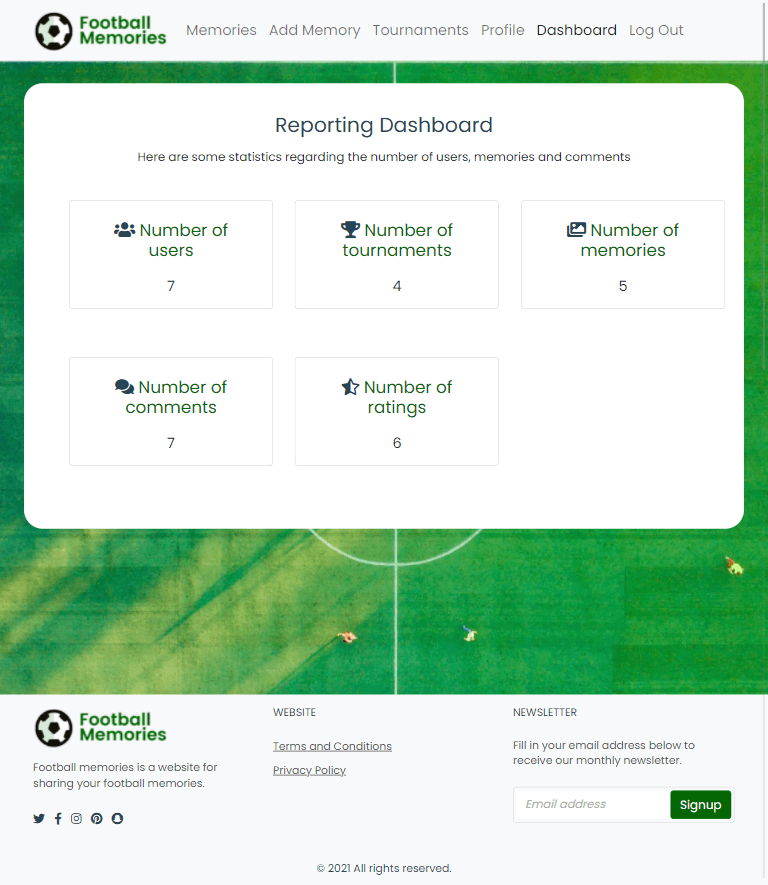 Football
Memories
Memories Add Memory Tournaments Profile Dashboard Log Out
Reporting Dashboard
Here are some statistics regarding the number of users, memories and comments
Number of
users
7
Number of
tournaments
4
Number of
memories
5
Number of
comments
7
Number of
ratings
6
Football
Memories
Football memories is a website for
sharing your football memories.
WEBSITE
Terms and Conditions
Privacy Policy
NEWSLETTER
Fill in your email address below to
receive our monthly newsletter.
Email address Signup
© 2021 All rights reserved.